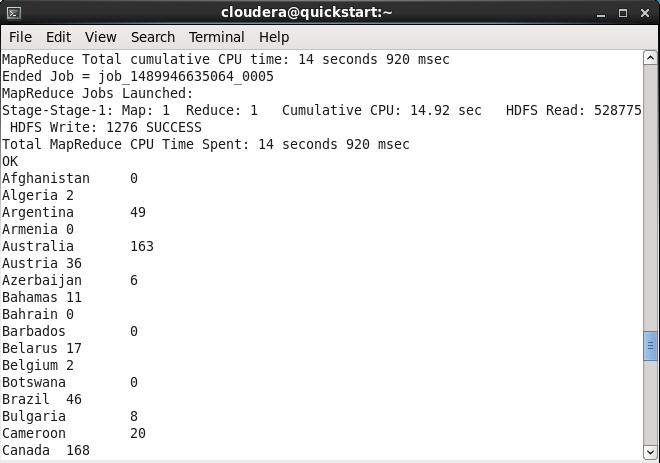 cloudera@quickstart:~
File Edit View Search Terminal Help
MapReduce Total cumulative CPU time: 14 seconds 920 msec
Ended Job = job_1489946635064_0005
MapReduce Jobs Launched:
Stage-Stage-1: Map: 1  Reduce: 1   Cumulative CPU: 14.92 sec   HDFS Read: 528775
 HDFS Write: 1276 SUCCESS
Total MapReduce CPU Time Spent: 14 seconds 920 msec
OK
Afghanistan     0
Algeria 2
Argentina       49
Armenia 0
Australia       163
Austria 36
Azerbaijan      6
Bahamas 11
Bahrain 0
Barbados        0
Belarus 17
Belgium 2
Botswana        0
Brazil  46
Bulgaria        8
Cameroon        20
Canada  168